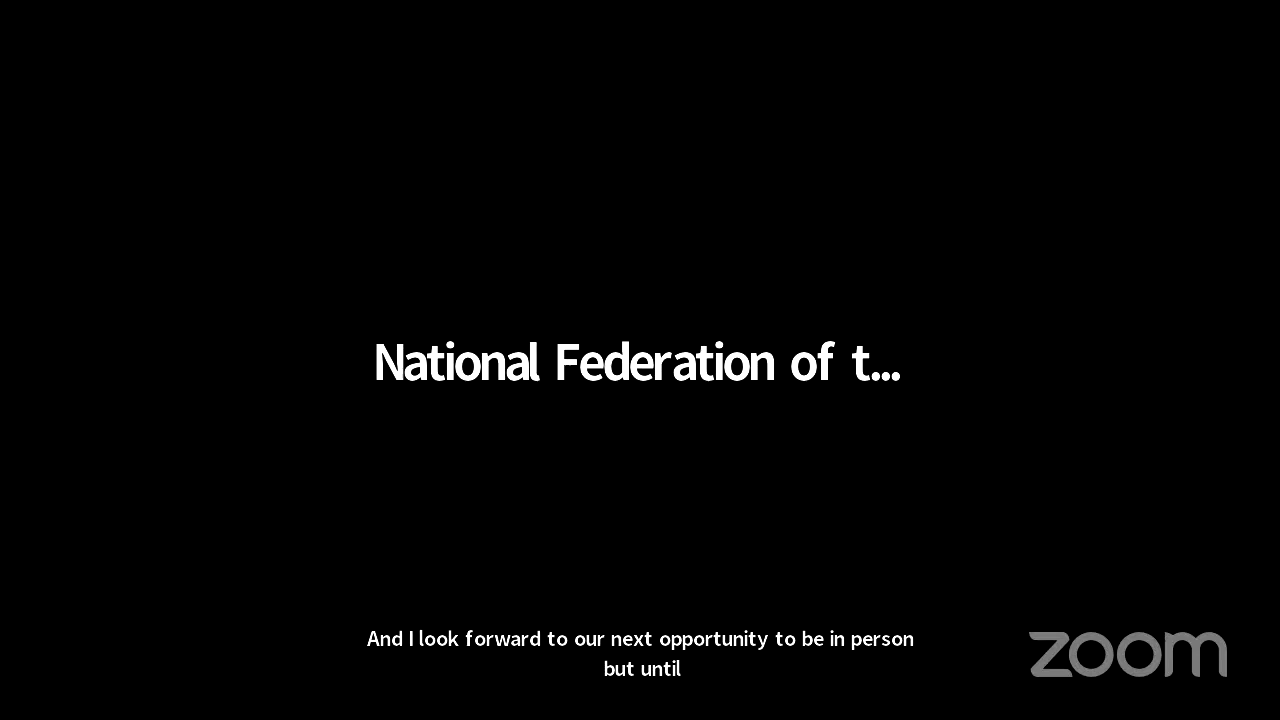 National Federation of t...
And I look forward to our next opportunity to be in person
but until
zoom